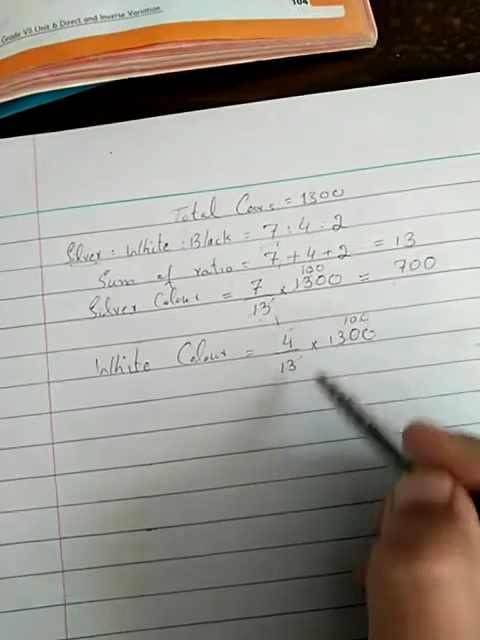 104
Grade VII Unit 6 Direct and Inverse Variation
Total Cars = 1300
Silver : White : Black = 7 : 4 : 2
Sum of ratio = 7 + 4 + 2 = 13
Silver Colour = 7/13 × 1300 100 = 700
White Colour = 4/13 × 1300 100